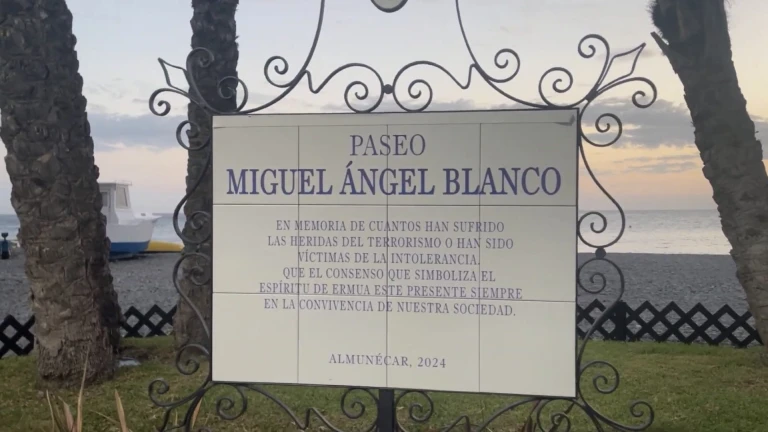 PASEO
MIGUEL ÁNGEL BLANCO
EN MEMORIA DE CUANTOS HAN SUFRIDO
LAS HERIDAS DEL TERRORISMO O HAN SIDO
VÍCTIMAS DE LA INTOLERANCIA.
QUE EL CONSENSO QUE SIMBOLIZA EL
ESPÍRITU DE ERMUA ESTE PRESENTE SIEMPRE
EN LA CONVIVENCIA DE NUESTRA SOCIEDAD.
ALMUNÉCAR, 2024